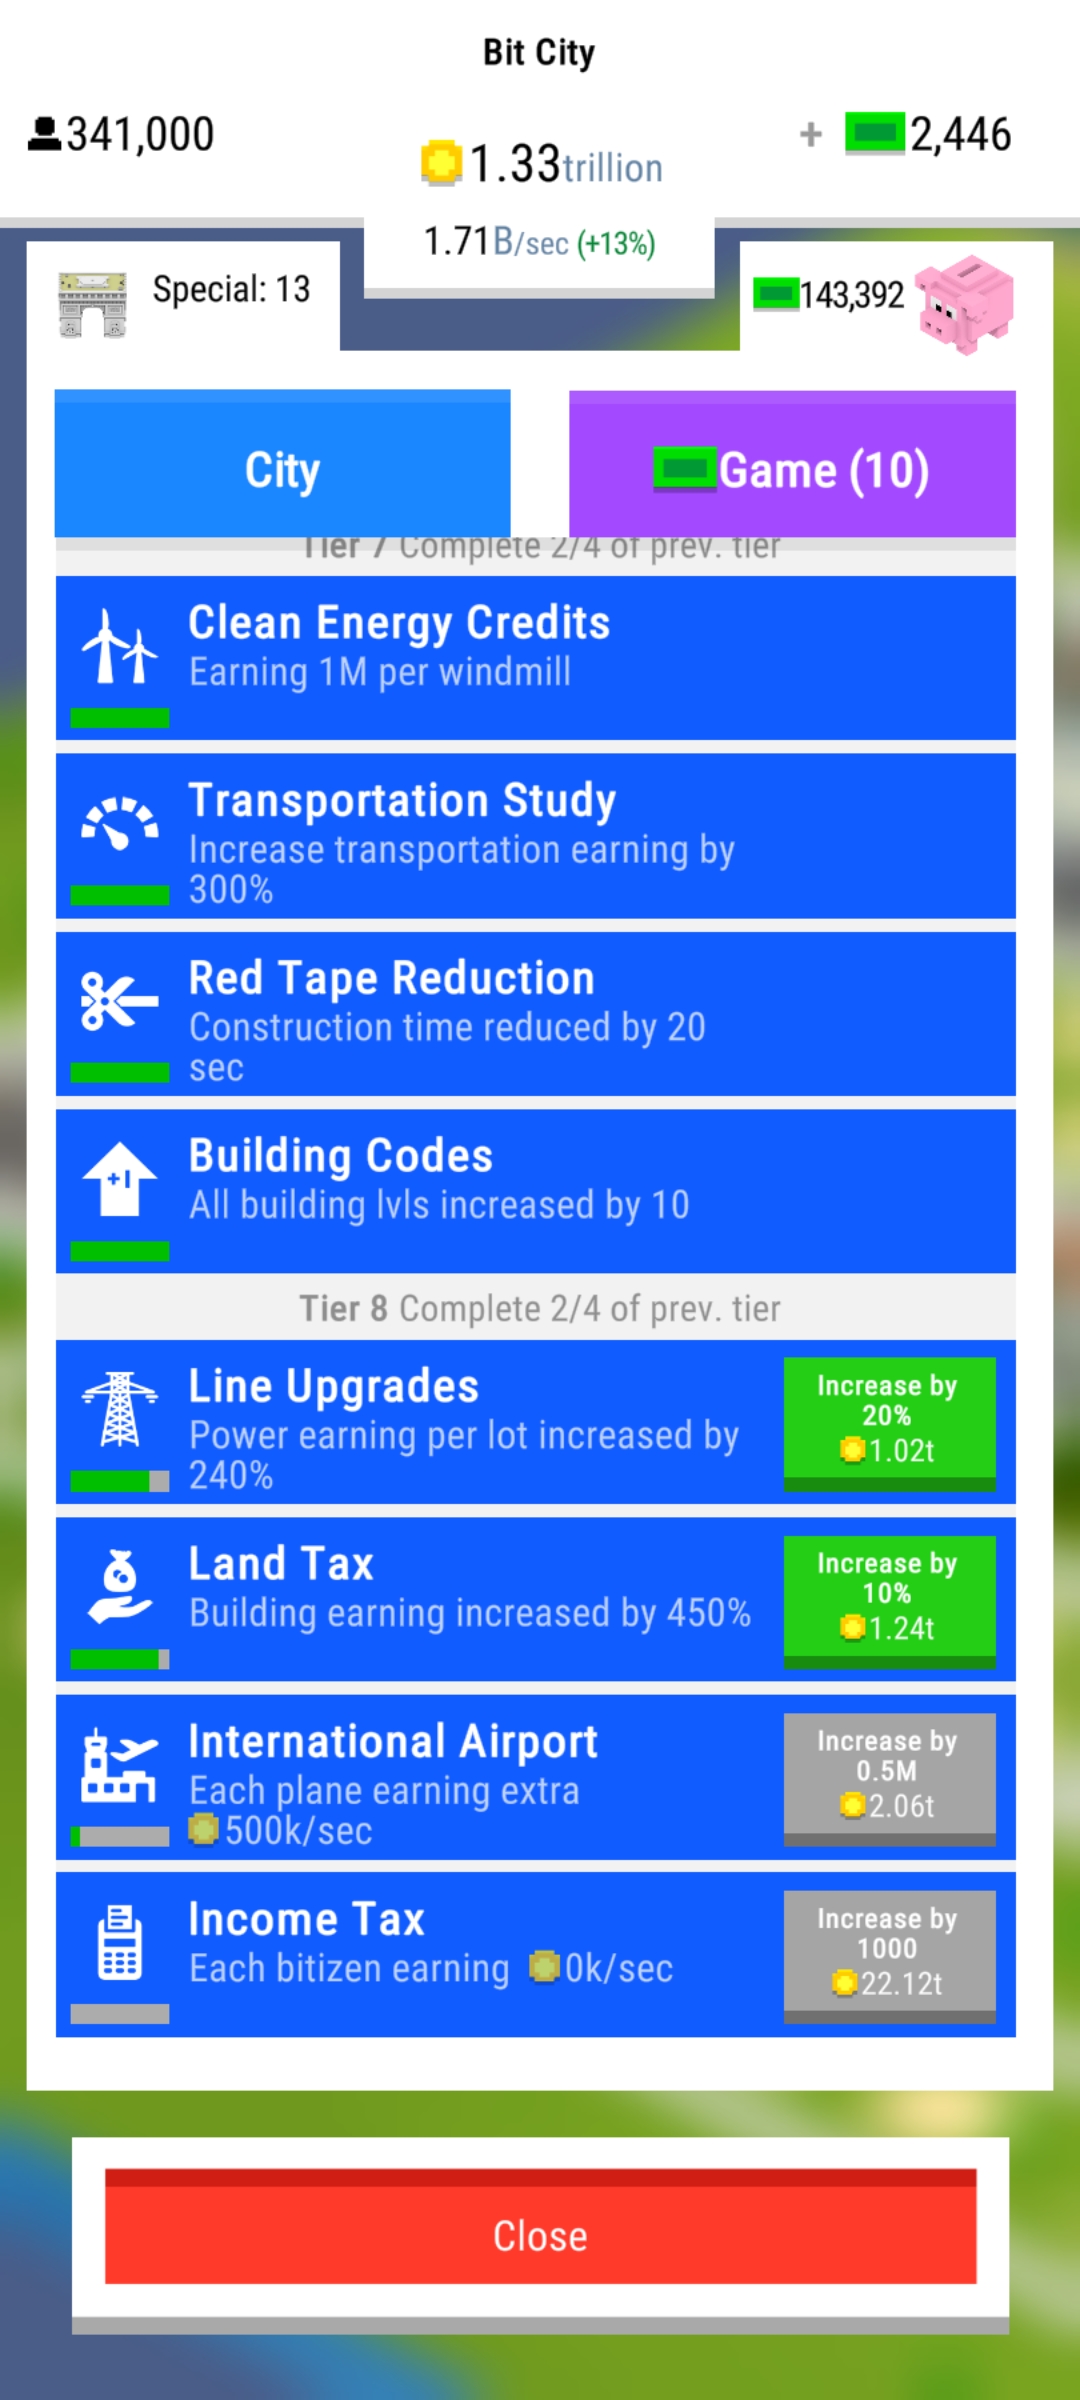 Bit City
341,000
1.33trillion
+ 2,446
1.71B/sec (+13%)
Special: 13
143,392
City
Game (10)
Tier 7 Complete 2/4 of prev. tier
Clean Energy Credits
Earning 1M per windmill
Transportation Study
Increase transportation earning by
300%
Red Tape Reduction
Construction time reduced by 20
sec
+1
Building Codes
All building lvls increased by 10
Tier 8 Complete 2/4 of prev. tier
Line Upgrades
Power earning per lot increased by
240%
Increase by
20%
1.02t
Land Tax
Building earning increased by 450%
Increase by
10%
1.24t
International Airport
Each plane earning extra
500k/sec
Increase by
0.5M
2.06t
Income Tax
Each bitizen earning 0k/sec
Increase by
1000
22.12t
Close